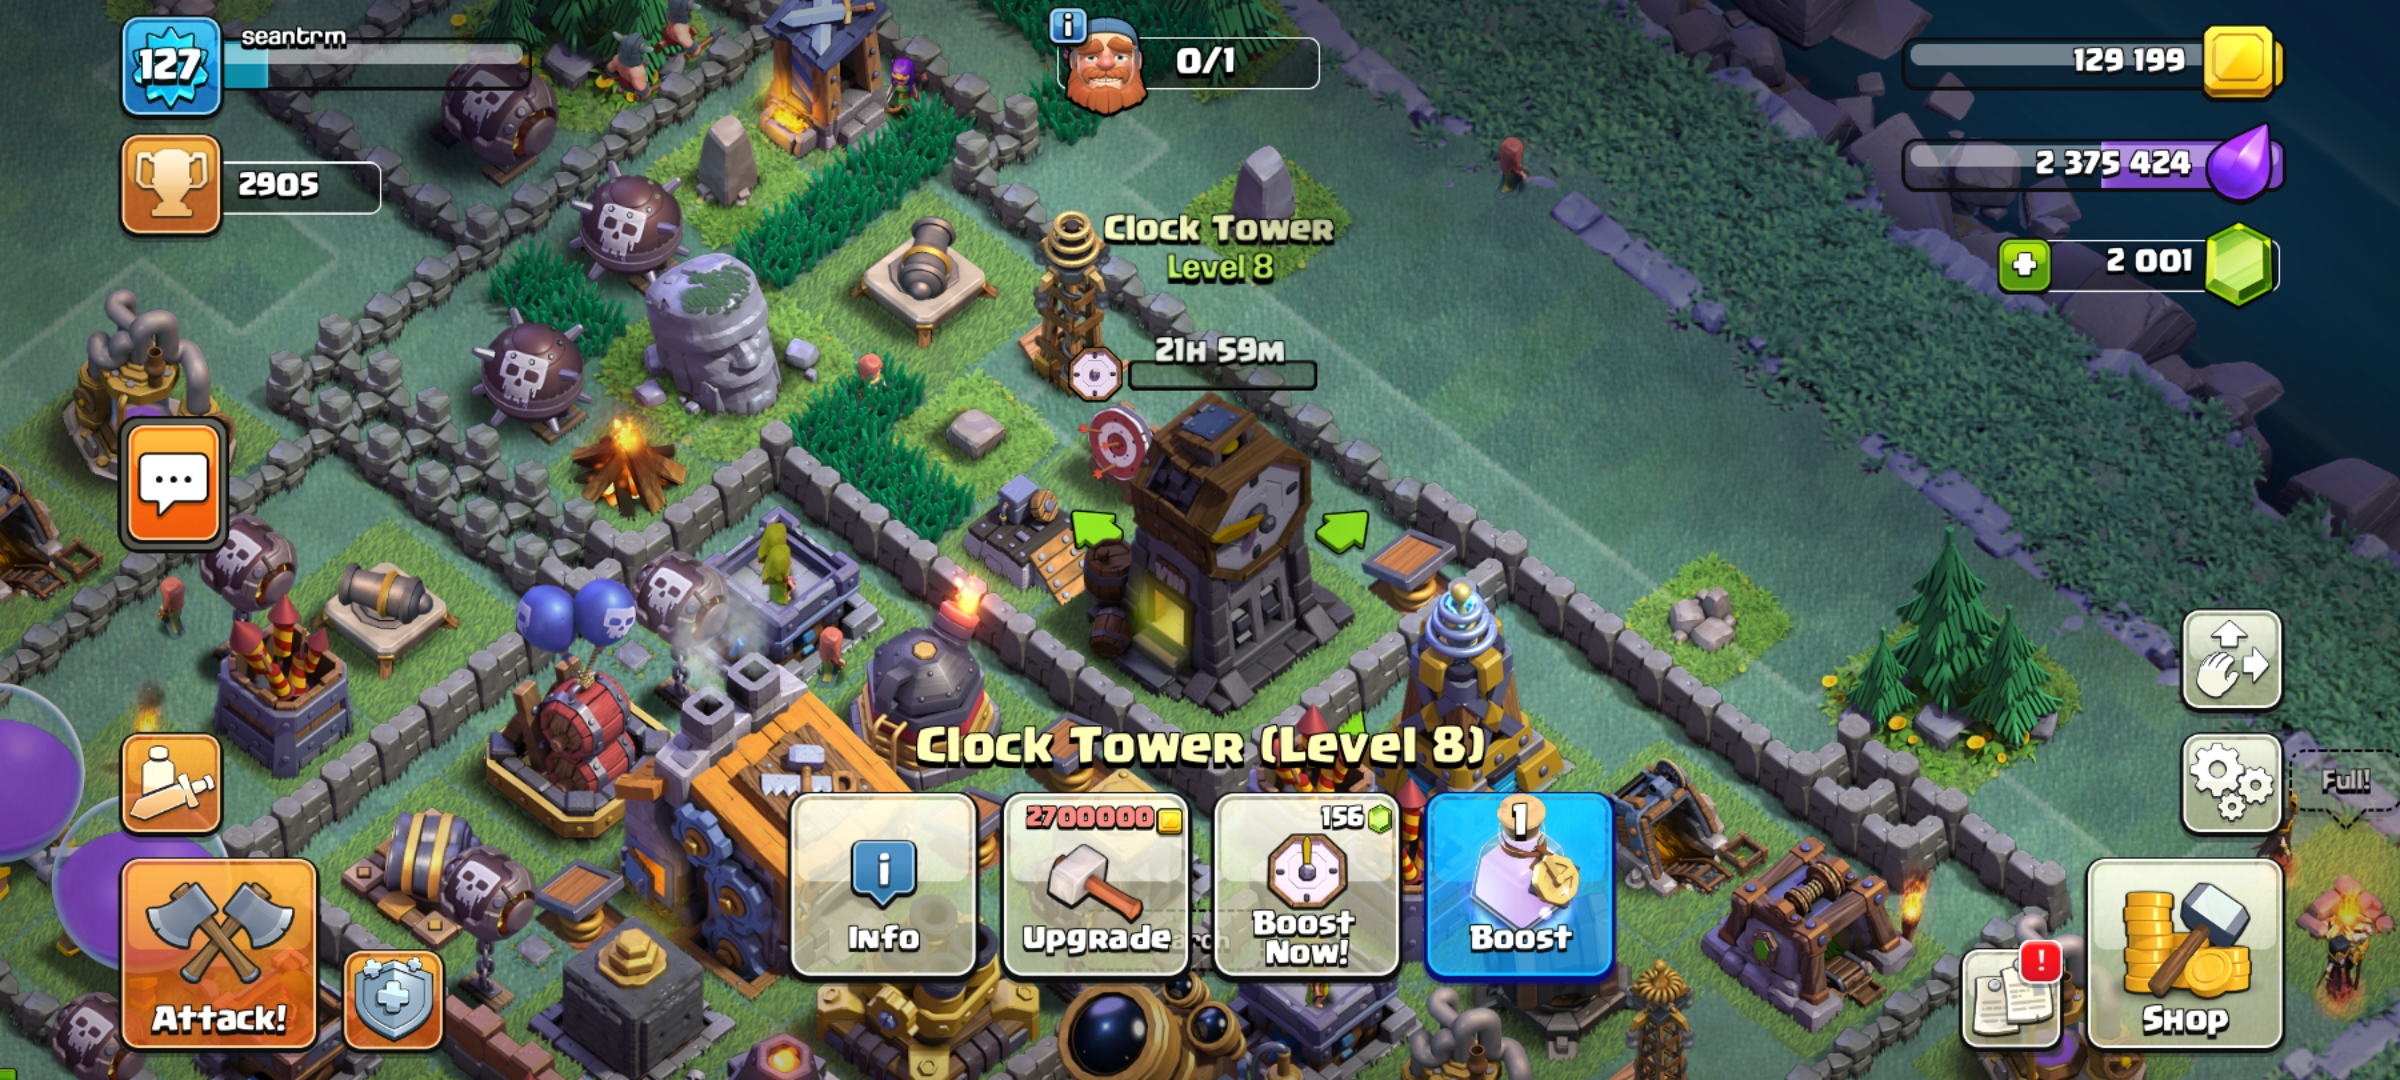 127
seantrm
0/1
129 199
2905
2 375 424
2 001
Clock Tower
Level 8
21H 59M
Clock Tower (Level 8)
Full!
Info
2700000
Upgrade
156
Boost
Now!
1
Boost
Attack!
!
Shop